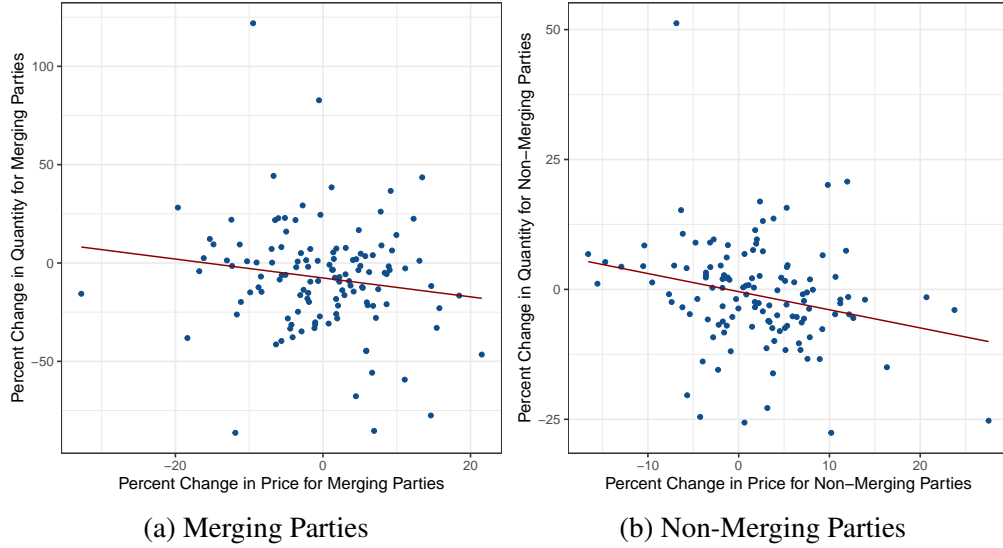 Percent Change in Quantity for Merging Parties
100
50
0
−50
−20
0
20
Percent Change in Price for Merging Parties
(a) Merging Parties
Percent Change in Quantity for Non−Merging Parties
50
25
0
−25
−10
0
10
20
Percent Change in Price for Non−Merging Parties
(b) Non-Merging Parties